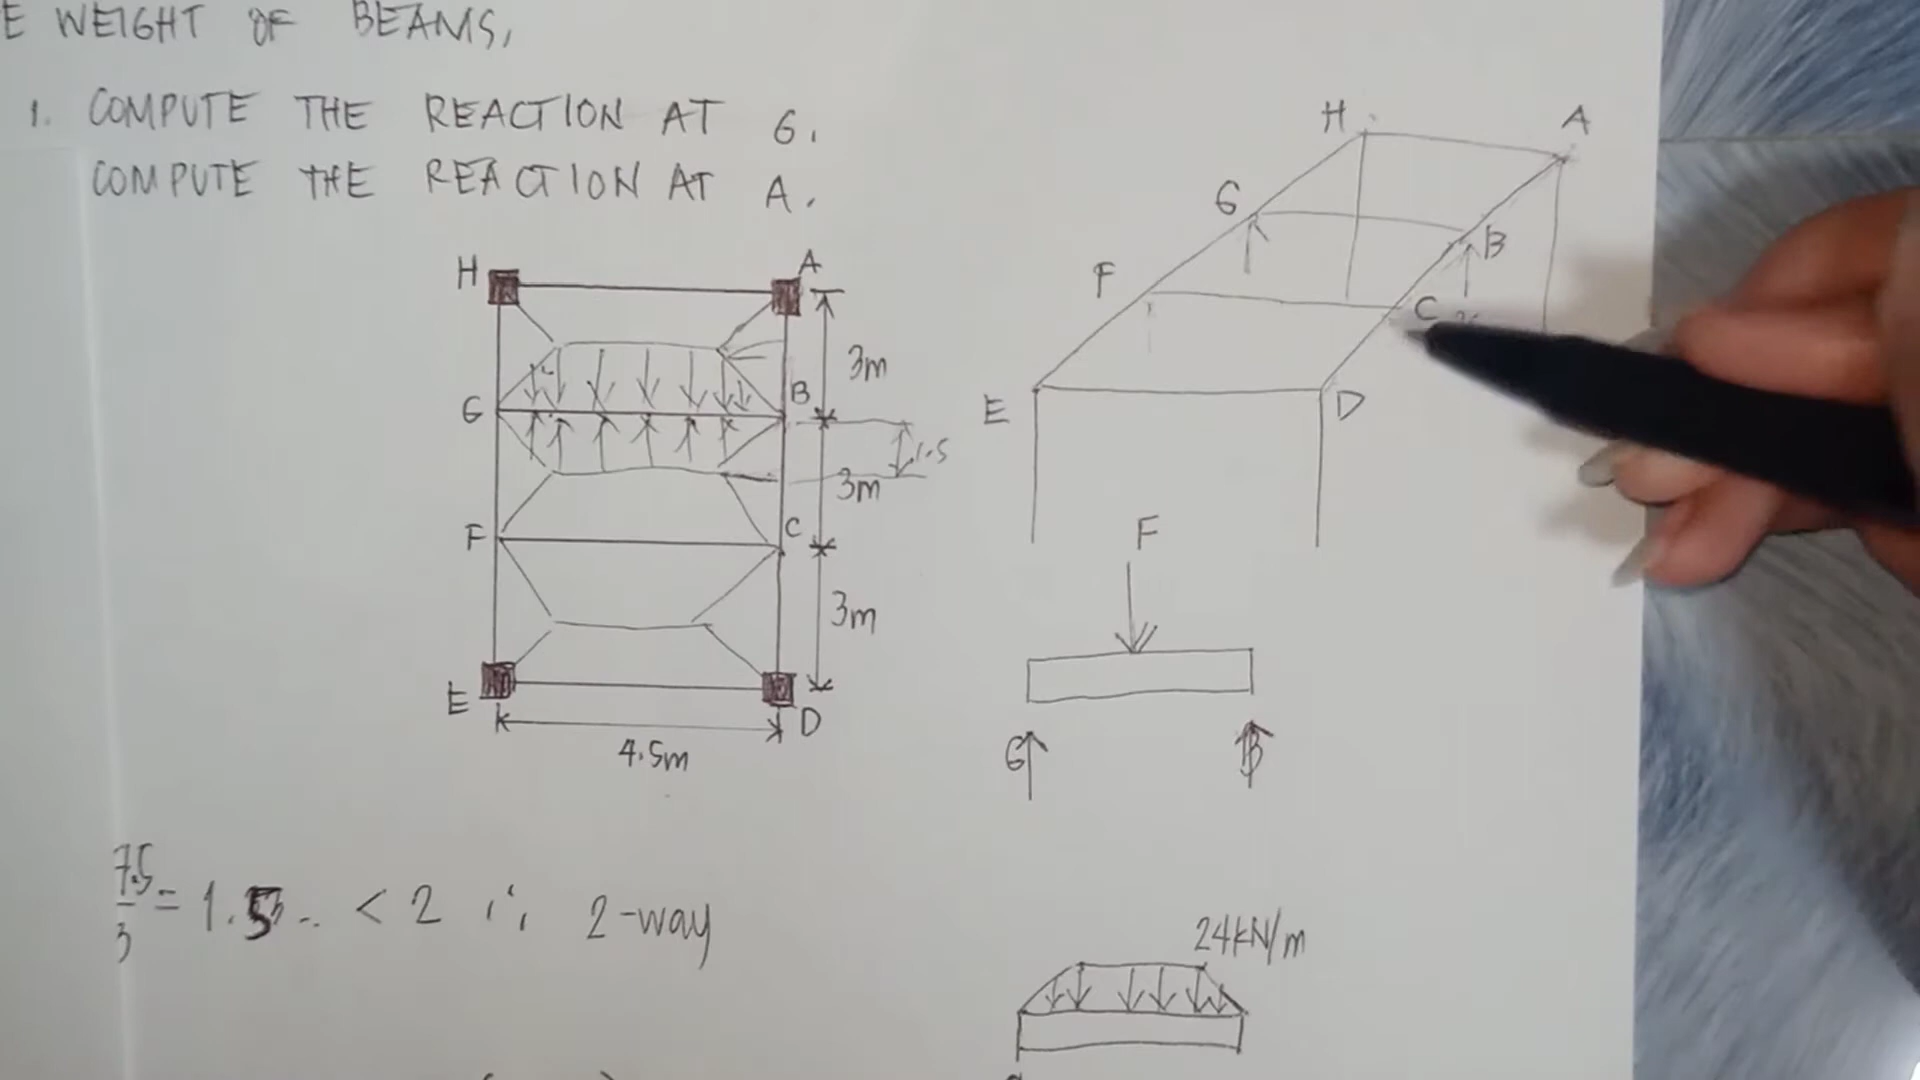 E WEIGHT OF BEAMS,
1. COMPUTE THE REACTION AT G.
COMPUTE THE REACTION AT A.
H A
3m
G B
1.5
3m
F C
3m
E D
4.5m
H A
G B
F C
E D
F
G B
7.5/3 = 1.5.. < 2 ∴ 2-way
24kN/m